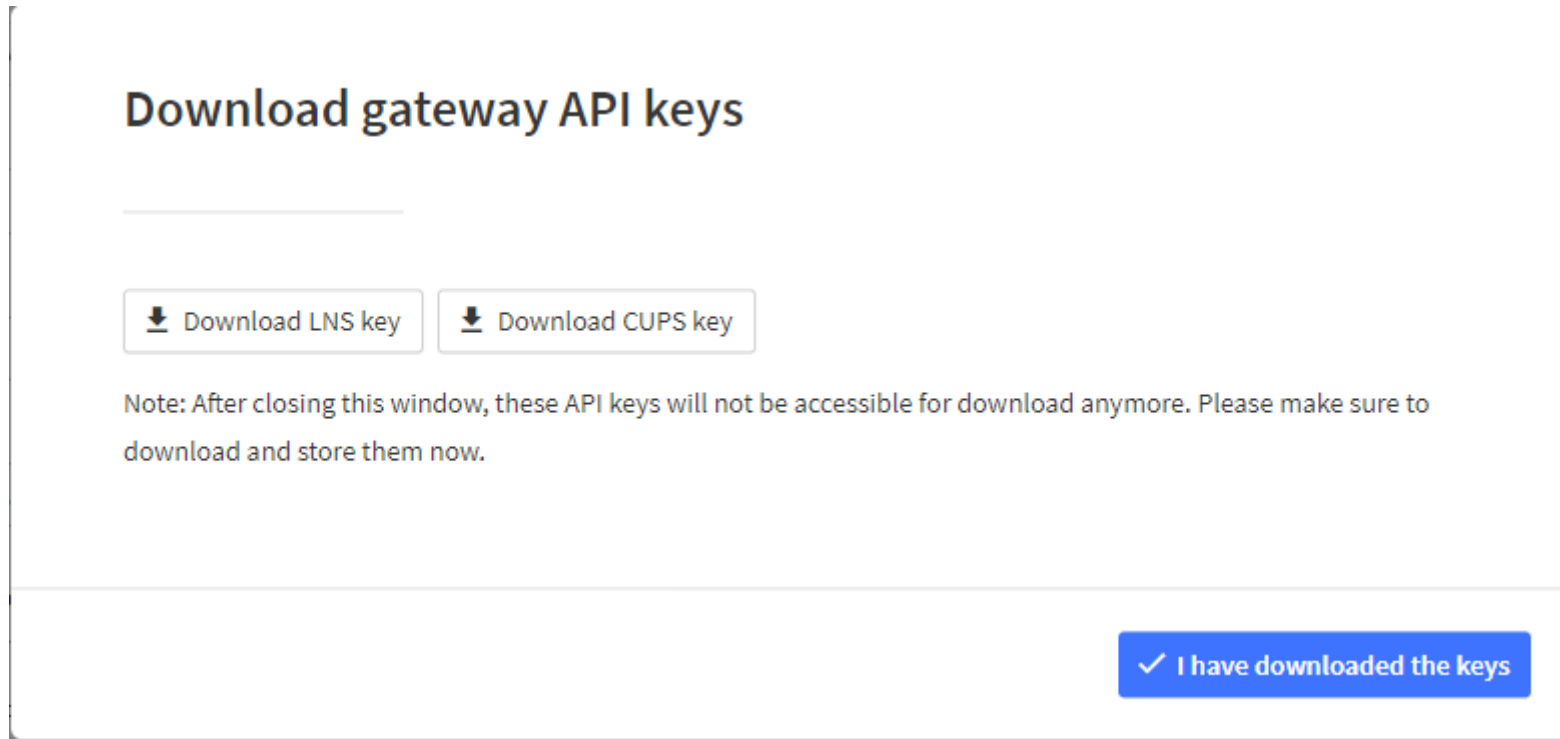 Download gateway API keys
Download LNS key
Download CUPS key
Note: After closing this window, these API keys will not be accessible for download anymore. Please make sure to
download and store them now.
I have downloaded the keys